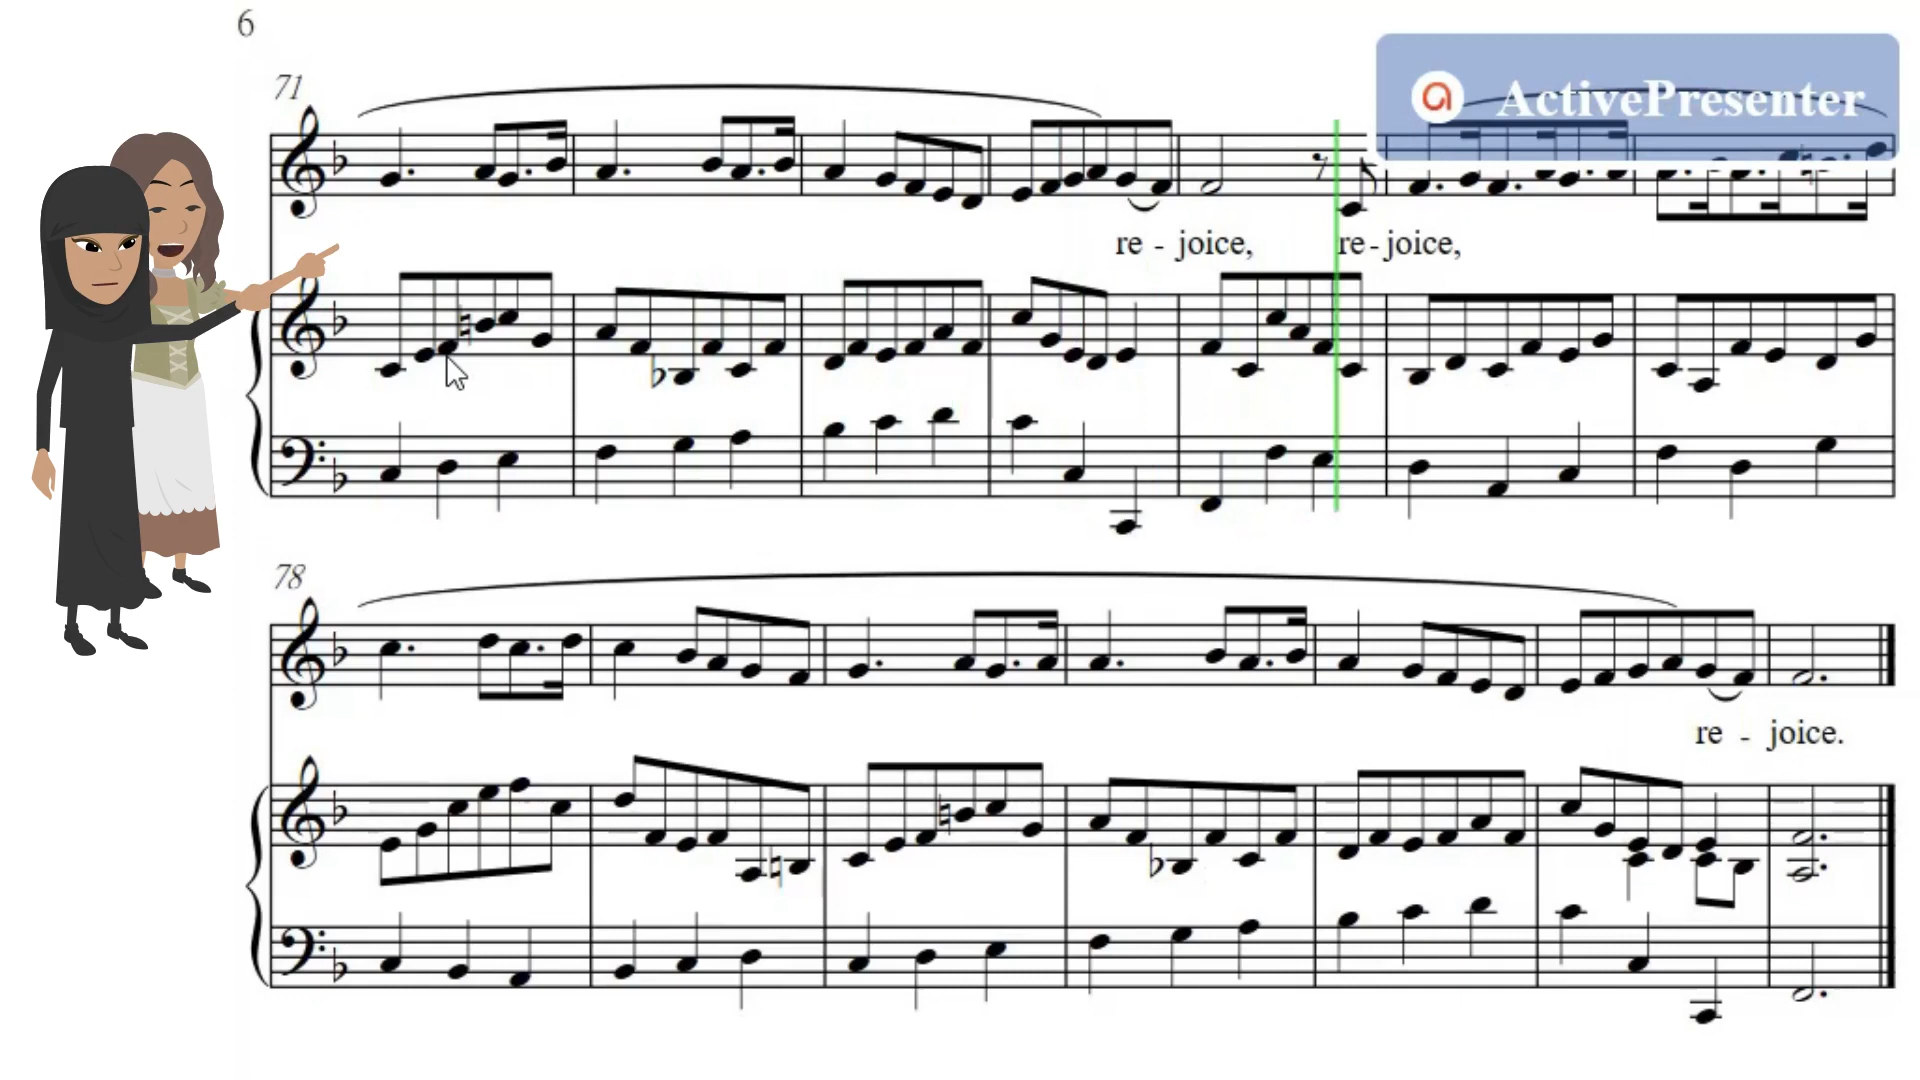 6
71
ActivePresenter
re - joice, re - joice,
78
re - joice.